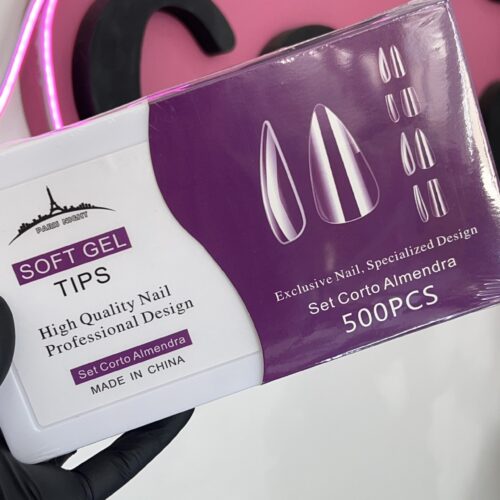 PARIS NIGHT
SOFT GEL
TIPS
High Quality Nail
Professional Design
Set Corto Almendra
MADE IN CHINA
Exclusive Nail, Specialized Design
Set Corto Almendra
500PCS